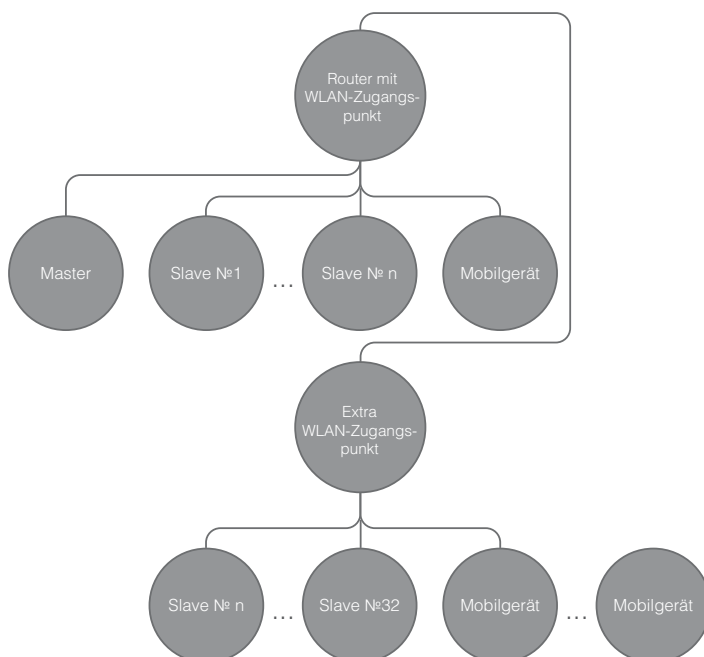 Router mit
WLAN-Zugangs-
punkt
Master
Slave №1
...
Slave № n
Mobilgerät
Extra
WLAN-Zugangs-
punkt
Slave № n
...
Slave №32
Mobilgerät
...
Mobilgerät